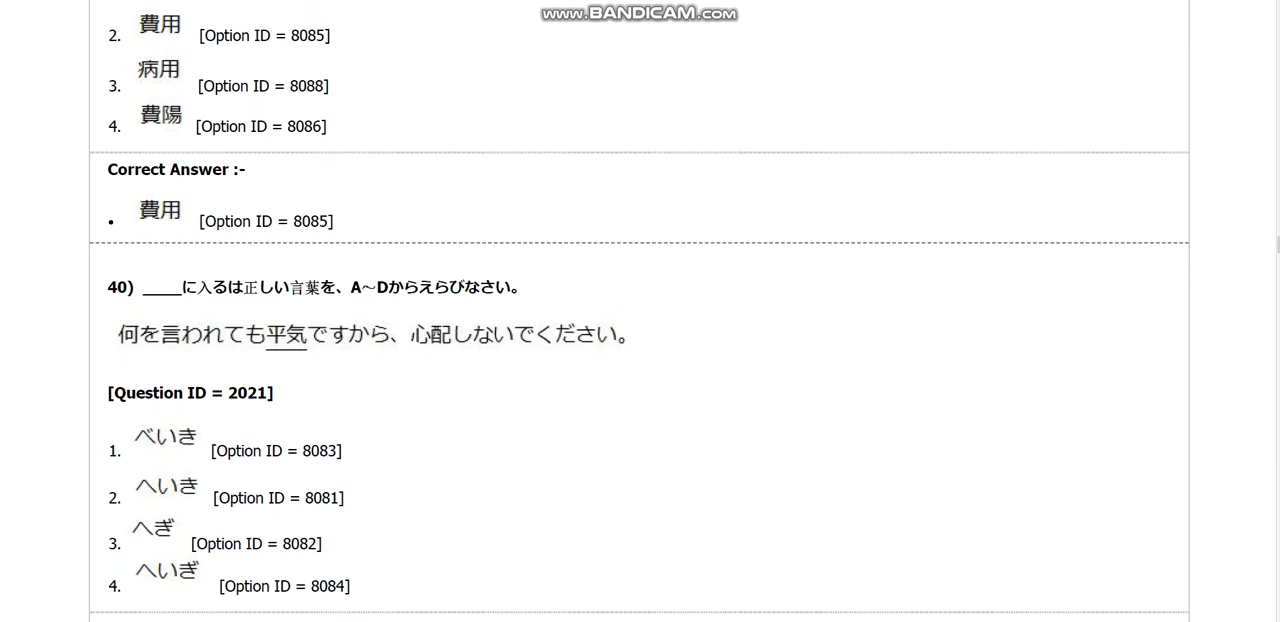 www.BANDICAM.com
2. 費用 [Option ID = 8085]
3. 病用 [Option ID = 8088]
4. 費陽 [Option ID = 8086]
Correct Answer :-
• 費用 [Option ID = 8085]
40) _____に入るは正しい言葉を、A～Dからえらびなさい。
何を言われても平気ですから、心配しないでください。
[Question ID = 2021]
1. べいき [Option ID = 8083]
2. へいき [Option ID = 8081]
3. へぎ [Option ID = 8082]
4. へいぎ [Option ID = 8084]